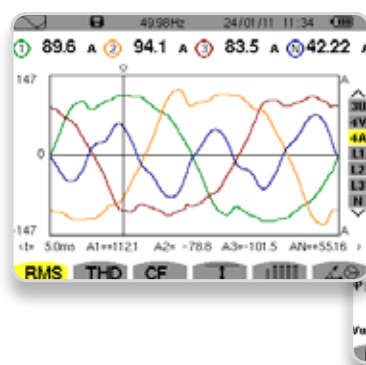 49.98Hz 24/01/11 11:34
1 89.6 A 2 94.1 A 3 83.5 A N 42.22 A
147 A
3U
4V
4A
0
L1
L2
L3
N
-147 A
<t= 5.0ms A1=+112.1 A2= -78.8 A3=-101.5 AN=+55.16 >
RMS THD CF